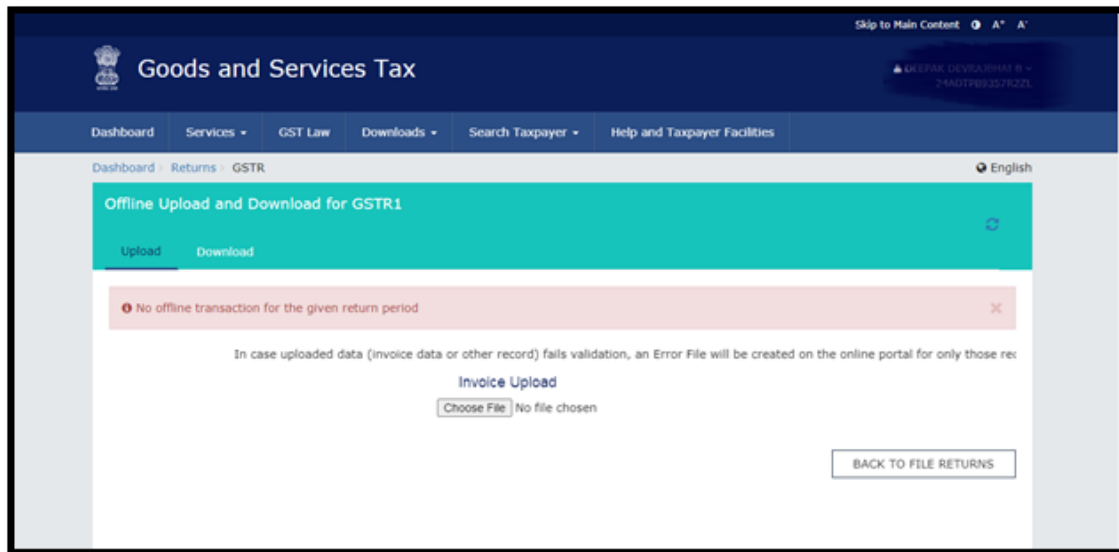 Skip to Main Content A+ A-
Goods and Services Tax
Dashboard Services GST Law Downloads Search Taxpayer Help and Taxpayer Facilities
Dashboard > Returns > GSTR English
Offline Upload and Download for GSTR1
Upload Download
No offline transaction for the given return period
In case uploaded data (invoice data or other record) fails validation, an Error File will be created on the online portal for only those rec
Invoice Upload
Choose File No file chosen
BACK TO FILE RETURNS